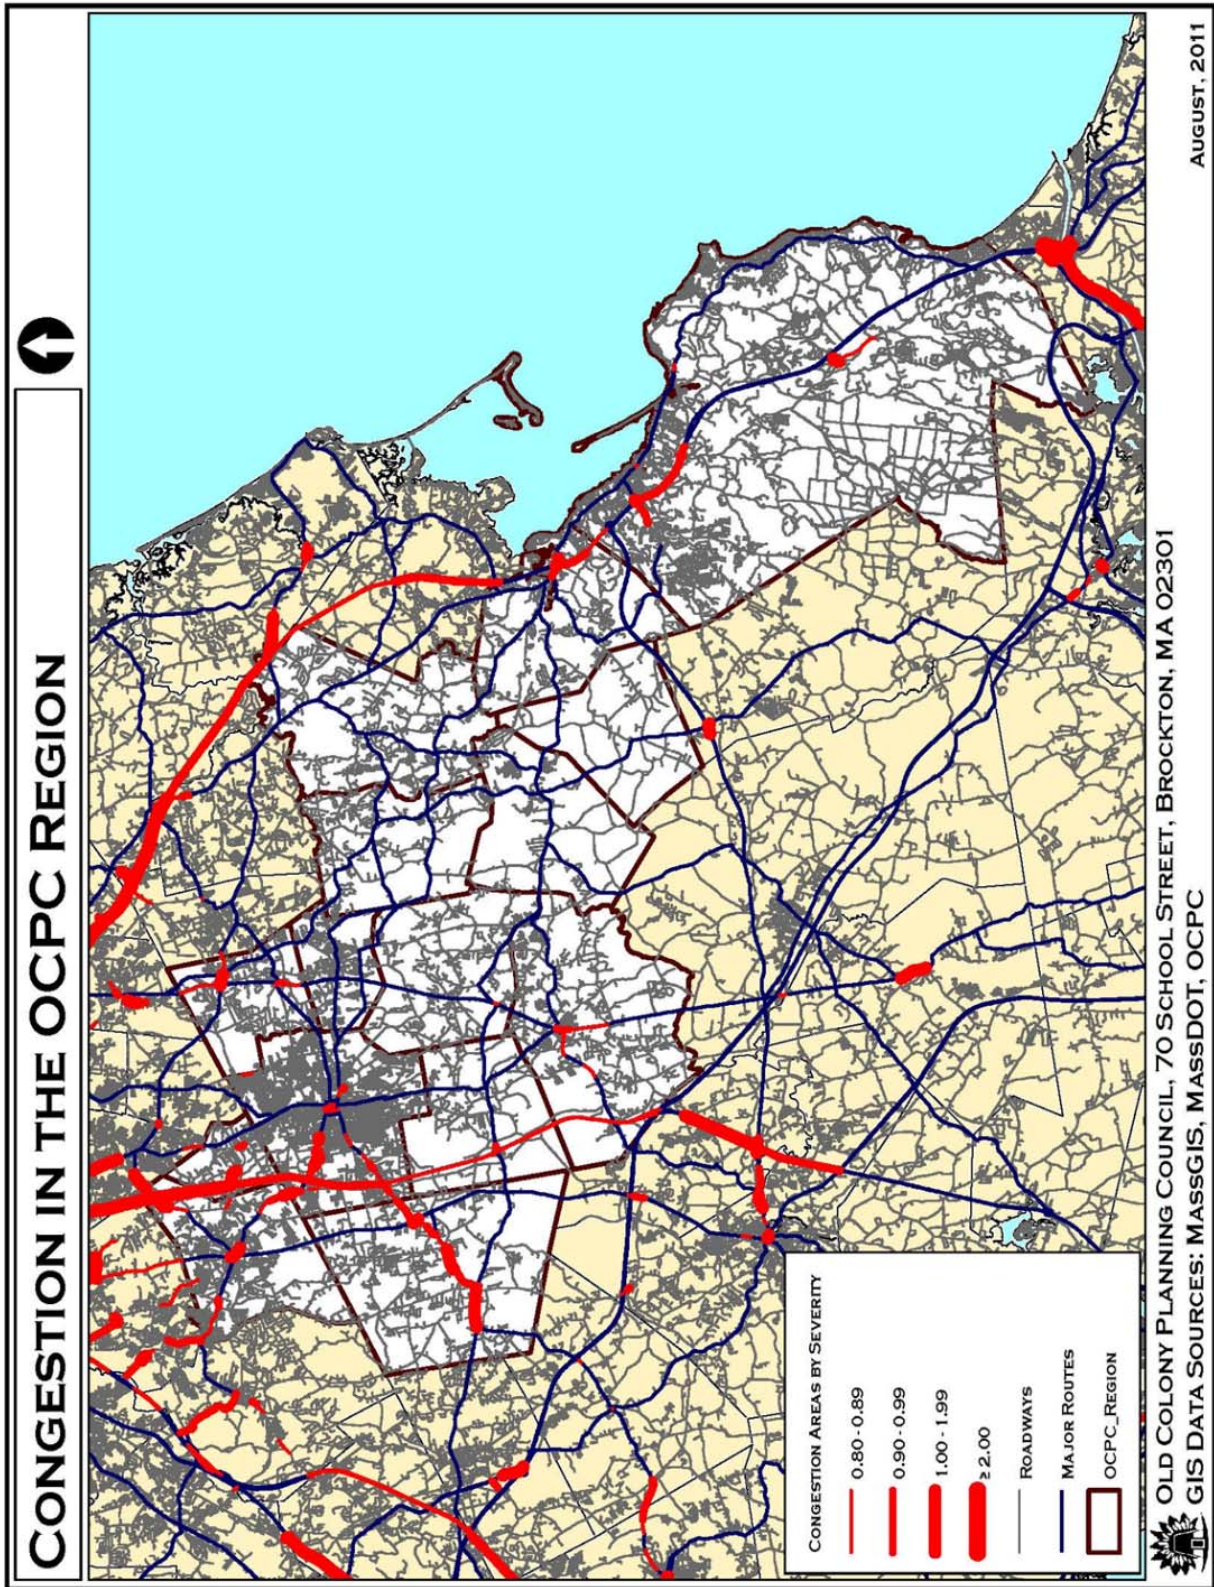 CONGESTION IN THE OCPC REGION
CONGESTION AREAS BY SEVERITY
0.80 - 0.89
0.90 - 0.99
1.00 - 1.99
≥ 2.00
ROADWAYS
MAJOR ROUTES
OCPC_REGION
OLD COLONY PLANNING COUNCIL, 70 SCHOOL STREET, BROCKTON, MA 02301
GIS DATA SOURCES: MASSGIS, MASSDOT, OCPC
AUGUST, 2011